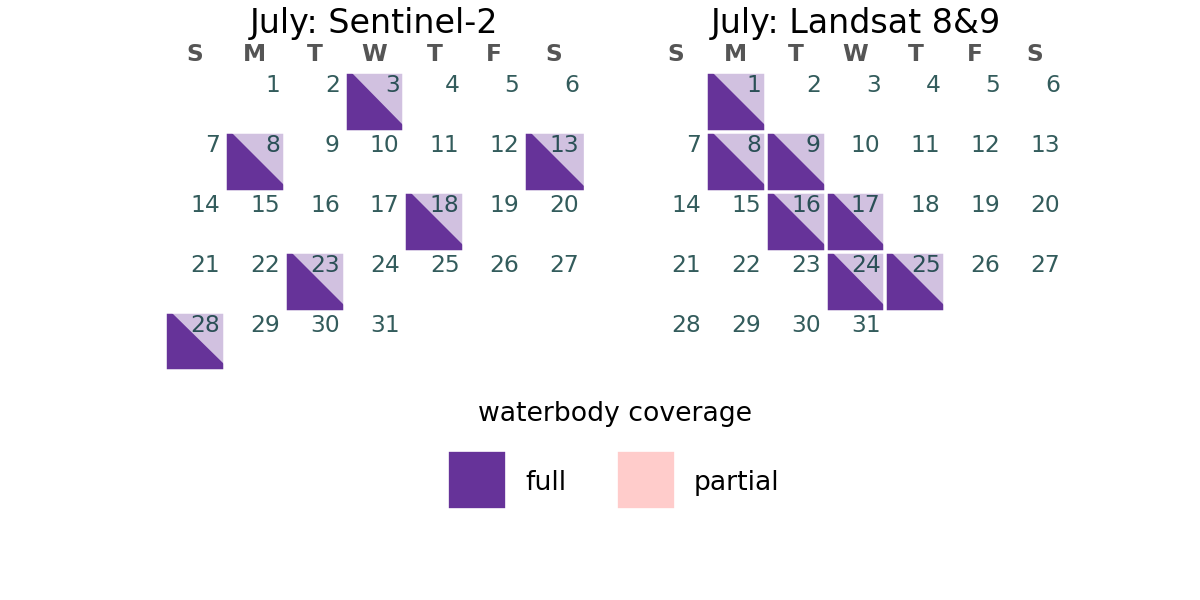 July: Sentinel-2
S M T W T F S
1 2 3 4 5 6
7 8 9 10 11 12 13
14 15 16 17 18 19 20
21 22 23 24 25 26 27
28 29 30 31
July: Landsat 8&9
S M T W T F S
1 2 3 4 5 6
7 8 9 10 11 12 13
14 15 16 17 18 19 20
21 22 23 24 25 26 27
28 29 30 31
waterbody coverage
full partial